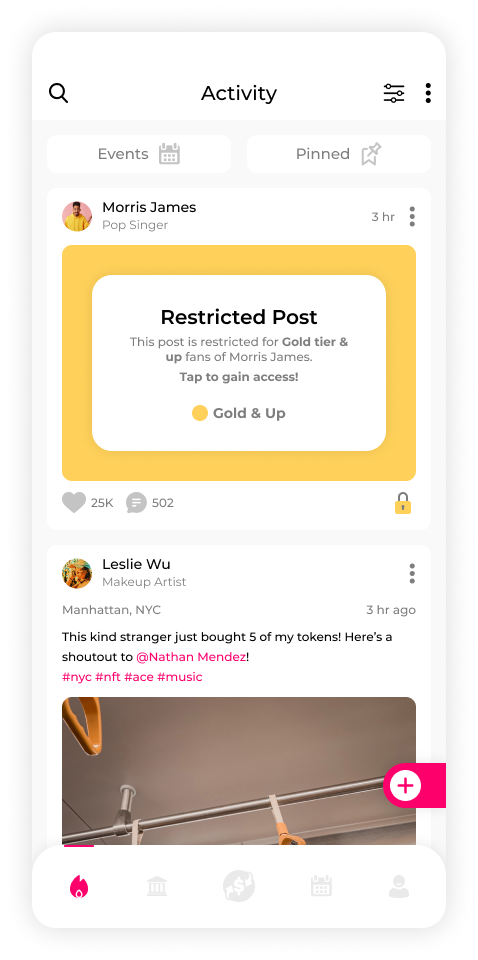 Activity
Events
Pinned
Morris James
Pop Singer
3 hr
Restricted Post
This post is restricted for Gold tier &
up fans of Morris James.
Tap to gain access!
Gold & Up
25K
502
Leslie Wu
Makeup Artist
Manhattan, NYC
3 hr ago
This kind stranger just bought 5 of my tokens! Here's a
shoutout to @Nathan Mendez!
#nyc #nft #ace #music